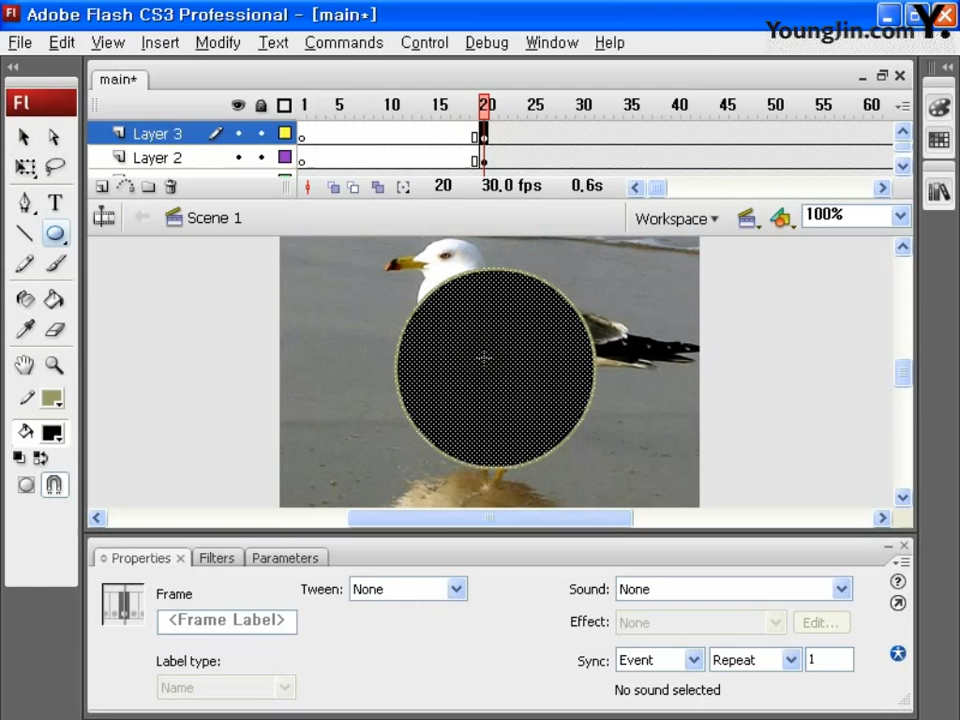 Fl Adobe Flash CS3 Professional - [main*]
YoungJin.com Y.
File Edit View Insert Modify Text Commands Control Debug Window Help
main*
Fl
1 5 10 15 20 25 30 35 40 45 50 55 60
Layer 3
Layer 2
20 30.0 fps 0.6s
Scene 1 Workspace 100%
T
Properties Filters Parameters
Frame
<Frame Label>
Label type:
Name
Tween: None
Sound: None
Effect: None Edit...
Sync: Event Repeat 1
No sound selected